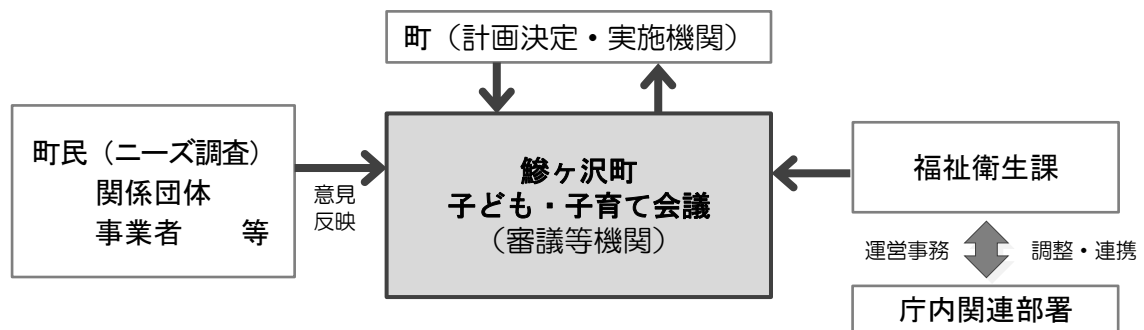 町（計画決定・実施機関）
町民（ニーズ調査）
関係団体
事業者　　等
意見
反映
鰺ヶ沢町
子ども・子育て会議
（審議等機関）
福祉衛生課
運営事務
調整・連携
庁内関連部署